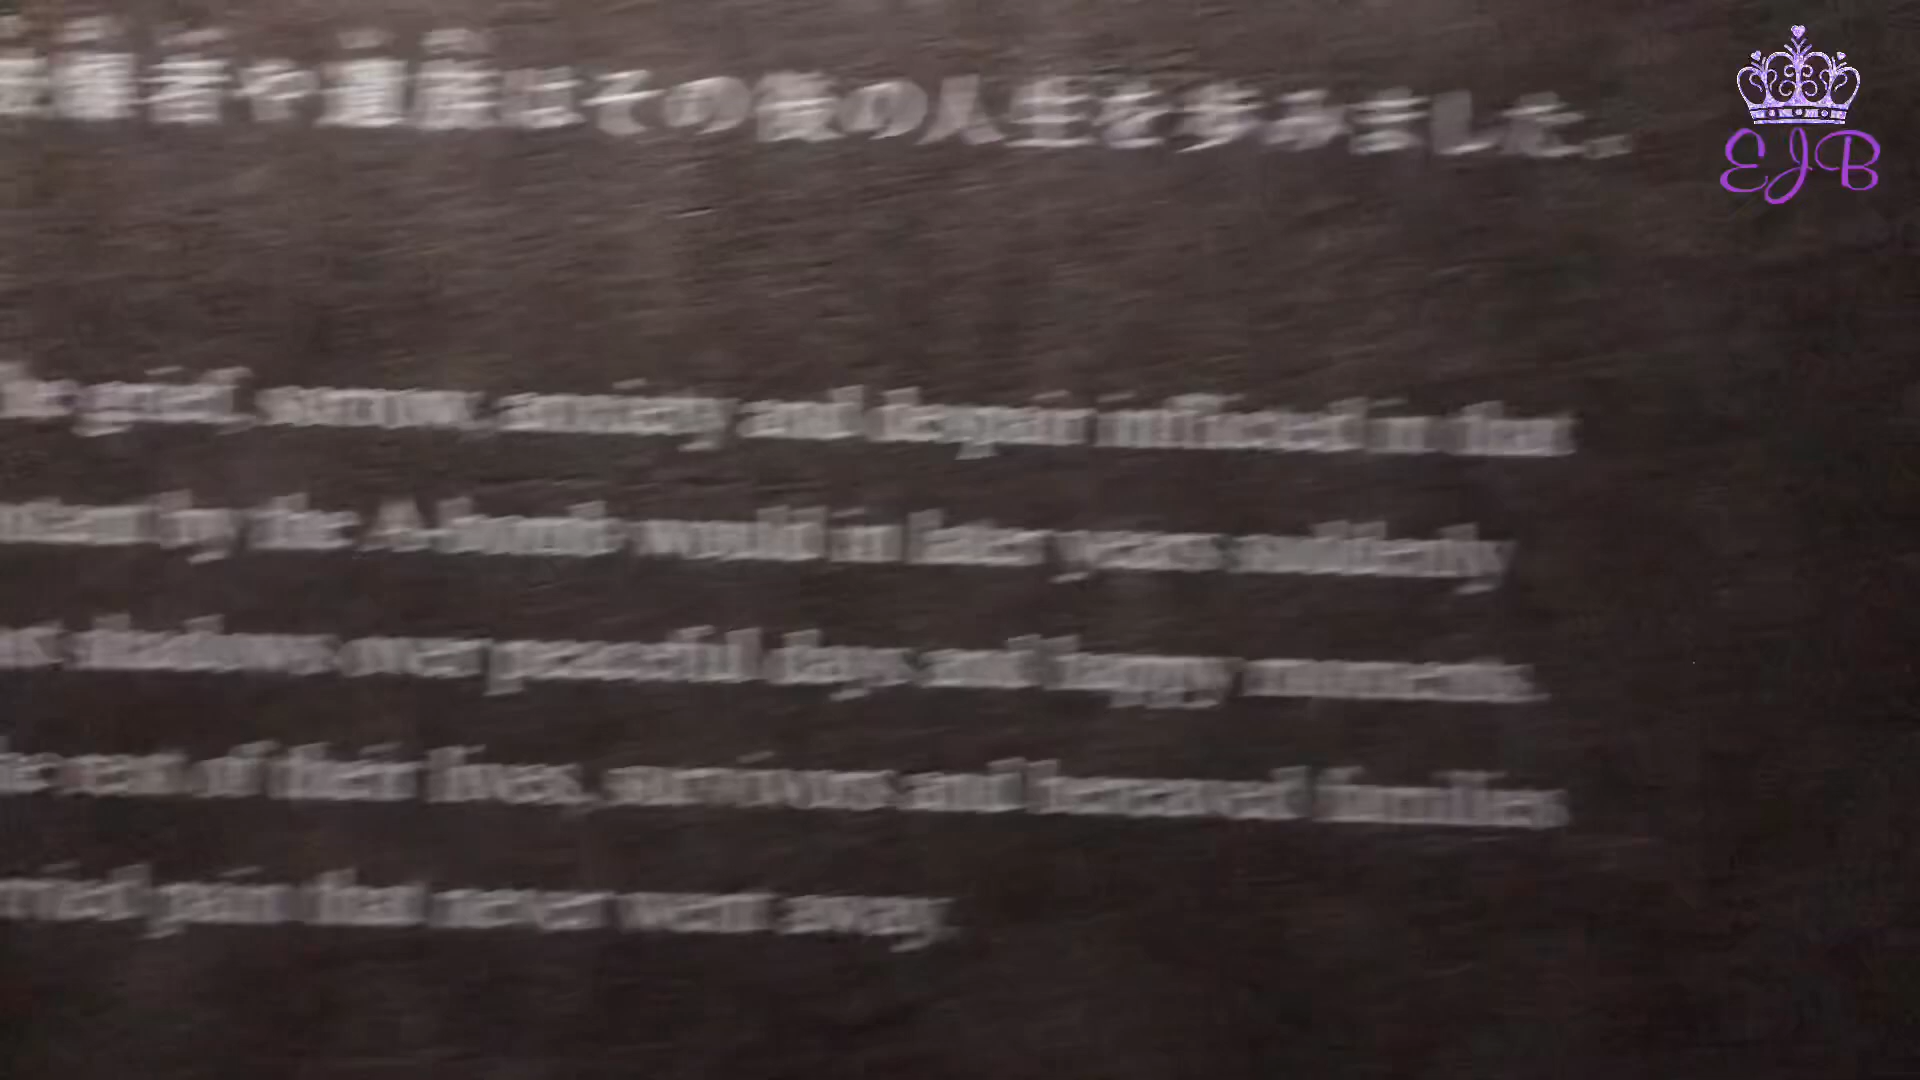 者や遺族はその後の人生を歩みました。
grief, sorrow, anxiety and despair inflicted in that
by the A-bomb would in later years suddenly
shadows over peaceful days and happy moments.
rest of their lives, survivors and bereaved families
pain that never went away.
EJB